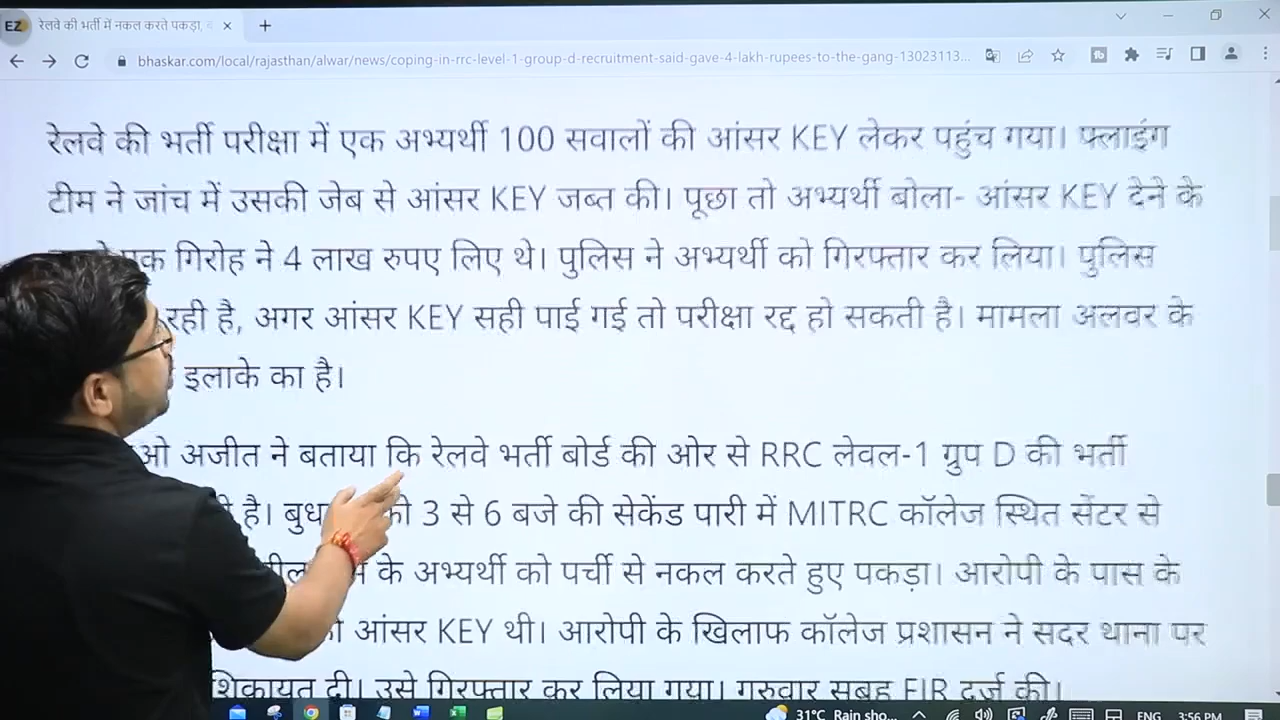 EZ रेलवे की भर्ती में नकल करते पकड़ा,
bhaskar.com/local/rajasthan/alwar/news/coping-in-rrc-level-1-group-d-recruitment-said-gave-4-lakh-rupees-to-the-gang-13023113...
रेलवे की भर्ती परीक्षा में एक अभ्यर्थी 100 सवालों की आंसर KEY लेकर पहुंच गया। फ्लाइंग
टीम ने जांच में उसकी जेब से आंसर KEY जब्त की। पूछा तो अभ्यर्थी बोला- आंसर KEY देने के
एक गिरोह ने 4 लाख रुपए लिए थे। पुलिस ने अभ्यर्थी को गिरफ्तार कर लिया। पुलिस
रही है, अगर आंसर KEY सही पाई गई तो परीक्षा रद्द हो सकती है। मामला अलवर के
इलाके का है।
अजीत ने बताया कि रेलवे भर्ती बोर्ड की ओर से RRC लेवल-1 ग्रुप D की भर्ती
है। को 3 से 6 बजे की सेकेंड पारी में MITRC कॉलेज स्थित सेंटर से
के अभ्यर्थी को पर्ची से नकल करते हुए पकड़ा। आरोपी के पास के
आंसर KEY थी। आरोपी के खिलाफ कॉलेज प्रशासन ने सदर थाना पर
शिकायत दी। उसे गिरफ्तार कर लिया गया। गुरुवार सुबह FIR दर्ज की।
31°C Rain sho... ENG 3:56 PM